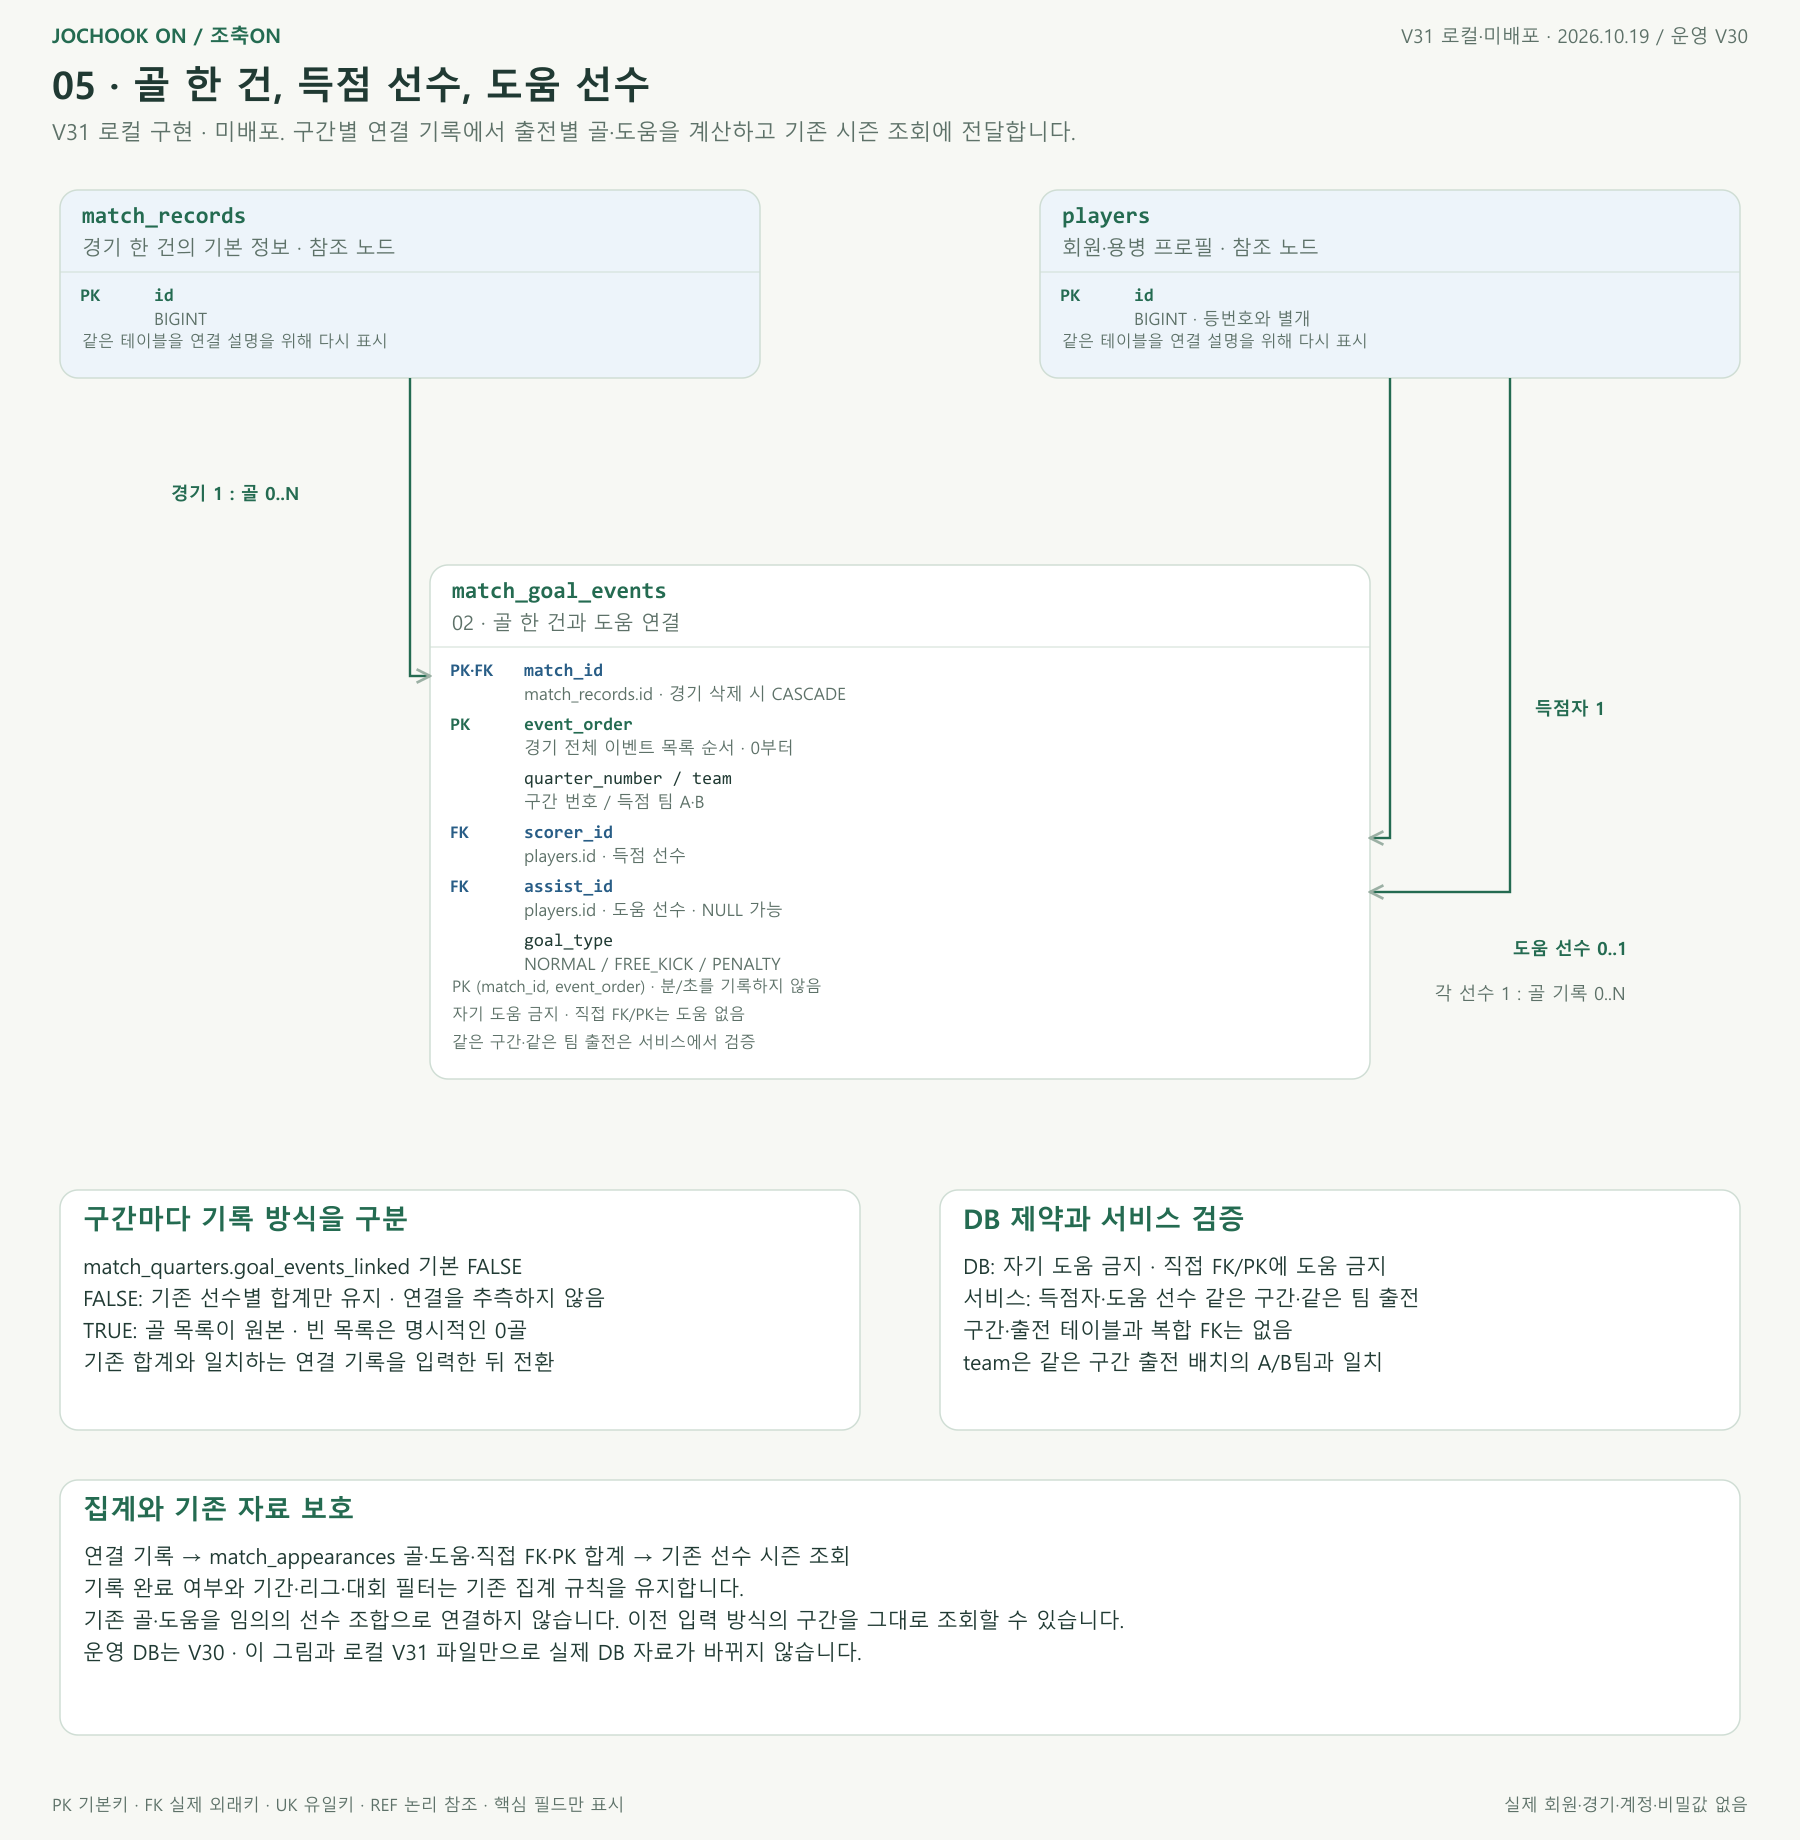 JOCHOOK ON / 조축ON
V31 로컬·미배포 · 2026.10.19 / 운영 V30
05 · 골 한 건, 득점 선수, 도움 선수
V31 로컬 구현 · 미배포. 구간별 연결 기록에서 출전별 골·도움을 계산하고 기존 시즌 조회에 전달합니다.
match_records
경기 한 건의 기본 정보 · 참조 노드
PK id
BIGINT
같은 테이블을 연결 설명을 위해 다시 표시
players
회원·용병 프로필 · 참조 노드
PK id
BIGINT · 등번호와 별개
같은 테이블을 연결 설명을 위해 다시 표시
경기 1 : 골 0..N
match_goal_events
02 · 골 한 건과 도움 연결
PK·FK match_id
match_records.id · 경기 삭제 시 CASCADE
PK event_order
경기 전체 이벤트 목록 순서 · 0부터
quarter_number / team
구간 번호 / 득점 팀 A·B
FK scorer_id
players.id · 득점 선수
FK assist_id
players.id · 도움 선수 · NULL 가능
goal_type
NORMAL / FREE_KICK / PENALTY
PK (match_id, event_order) · 분/초를 기록하지 않음
자기 도움 금지 · 직접 FK/PK는 도움 없음
같은 구간·같은 팀 출전은 서비스에서 검증
득점자 1
도움 선수 0..1
각 선수 1 : 골 기록 0..N
구간마다 기록 방식을 구분
match_quarters.goal_events_linked 기본 FALSE
FALSE: 기존 선수별 합계만 유지 · 연결을 추측하지 않음
TRUE: 골 목록이 원본 · 빈 목록은 명시적인 0골
기존 합계와 일치하는 연결 기록을 입력한 뒤 전환
DB 제약과 서비스 검증
DB: 자기 도움 금지 · 직접 FK/PK에 도움 금지
서비스: 득점자·도움 선수 같은 구간·같은 팀 출전
구간·출전 테이블과 복합 FK는 없음
team은 같은 구간 출전 배치의 A/B팀과 일치
집계와 기존 자료 보호
연결 기록 → match_appearances 골·도움·직접 FK·PK 합계 → 기존 선수 시즌 조회
기록 완료 여부와 기간·리그·대회 필터는 기존 집계 규칙을 유지합니다.
기존 골·도움을 임의의 선수 조합으로 연결하지 않습니다. 이전 입력 방식의 구간을 그대로 조회할 수 있습니다.
운영 DB는 V30 · 이 그림과 로컬 V31 파일만으로 실제 DB 자료가 바뀌지 않습니다.
PK 기본키 · FK 실제 외래키 · UK 유일키 · REF 논리 참조 · 핵심 필드만 표시
실제 회원·경기·계정·비밀값 없음